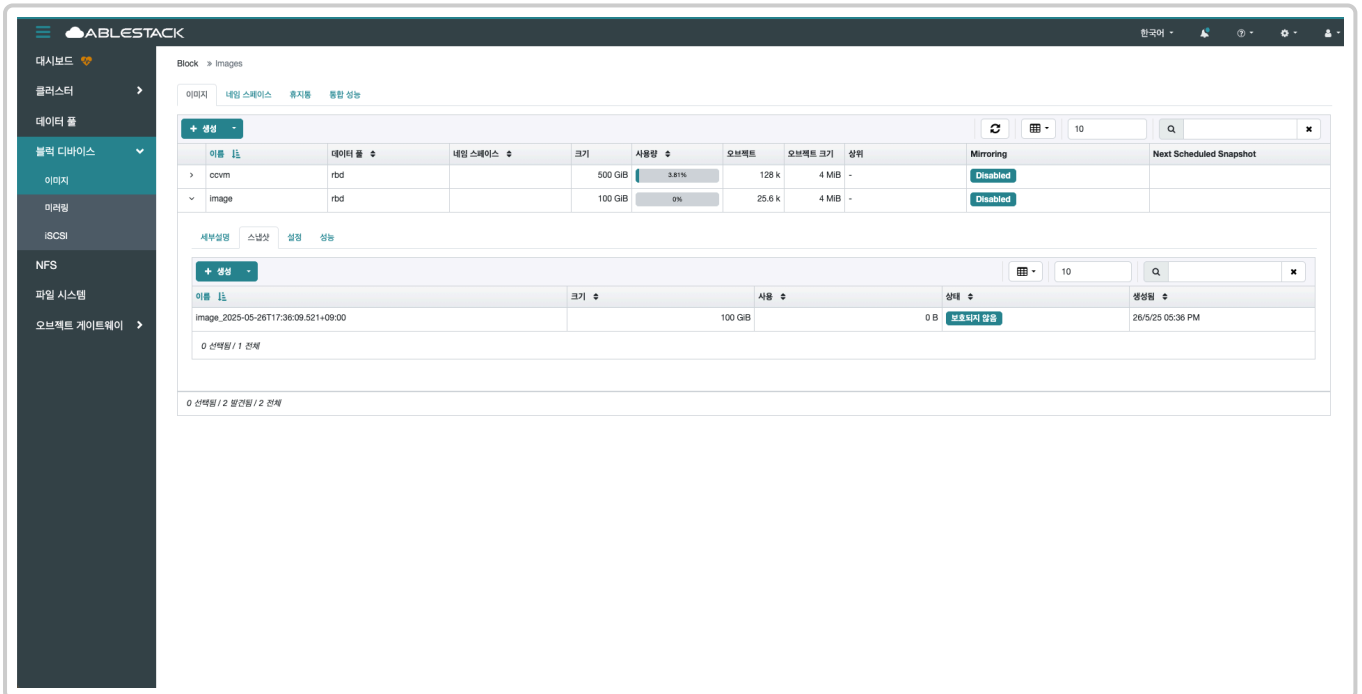 ABLESTACK 한국어
대시보드
클러스터
데이터 풀
블럭 디바이스
이미지
미러링
iSCSI
NFS
파일 시스템
오브젝트 게이트웨이
Block » Images
이미지 네임 스페이스 휴지통 통합 성능
+ 생성 10
이름 데이터 풀 네임 스페이스 크기 사용량 오브젝트 오브젝트 크기 상위 Mirroring Next Scheduled Snapshot
ccvm rbd 500 GiB 3.81% 128 k 4 MiB - Disabled
image rbd 100 GiB 0% 25.6 k 4 MiB - Disabled
세부설명 스냅샷 설정 성능
+ 생성 10
이름 크기 사용 상태 생성됨
image_2025-05-26T17:36:09.521+09:00 100 GiB 0 B 보호되지 않음 26/5/25 05:36 PM
0 선택됨 / 1 전체
0 선택됨 / 2 발견됨 / 2 전체